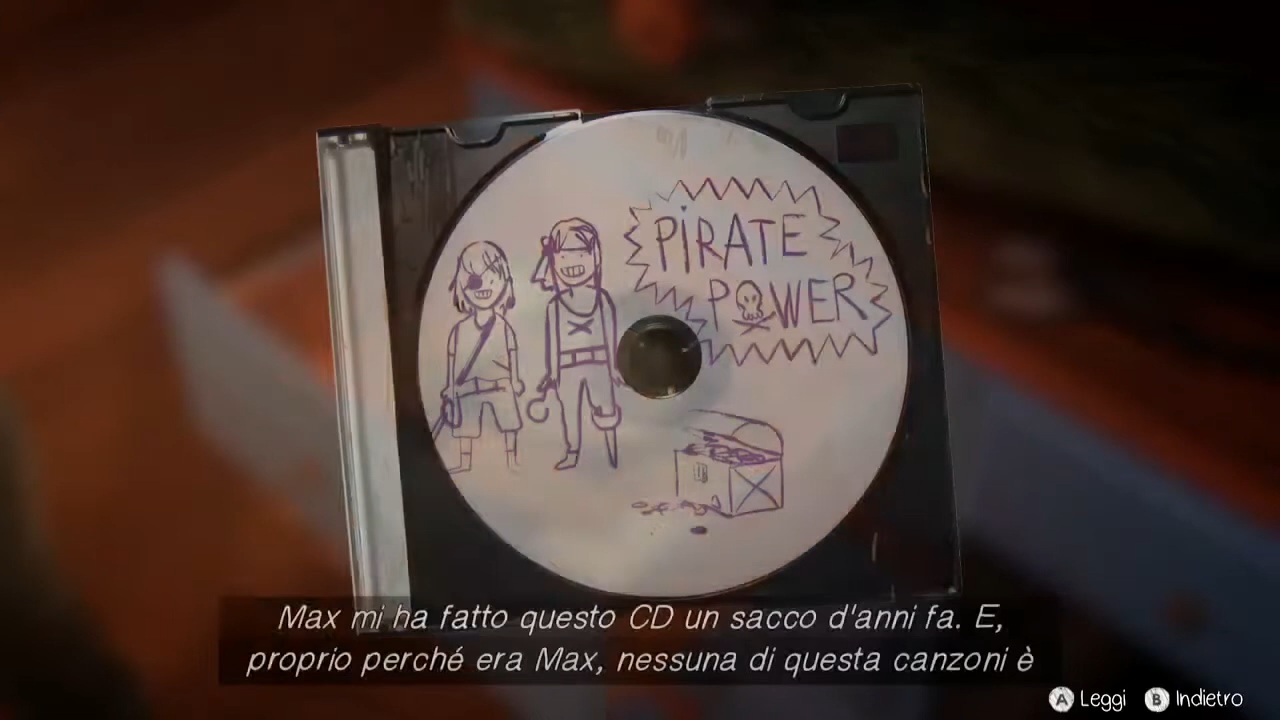 PIRATE
POWER
Max mi ha fatto questo CD un sacco d'anni fa. E,
proprio perché era Max, nessuna di questa canzoni è
A Leggi B Indietro